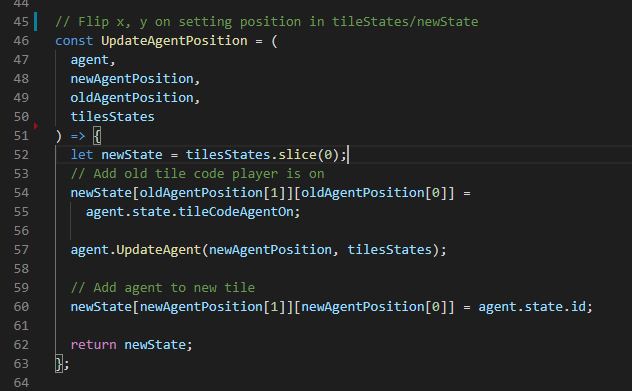 44
45 // Flip x, y on setting position in tileStates/newState
46 const UpdateAgentPosition = (
47   agent,
48   newAgentPosition,
49   oldAgentPosition,
50   tilesStates
51 ) => {
52   let newState = tilesStates.slice(0);
53   // Add old tile code player is on
54   newState[oldAgentPosition[1]][oldAgentPosition[0]] =
55     agent.state.tileCodeAgentOn;
56
57   agent.UpdateAgent(newAgentPosition, tilesStates);
58
59   // Add agent to new tile
60   newState[newAgentPosition[1]][newAgentPosition[0]] = agent.state.id;
61
62   return newState;
63 };
64